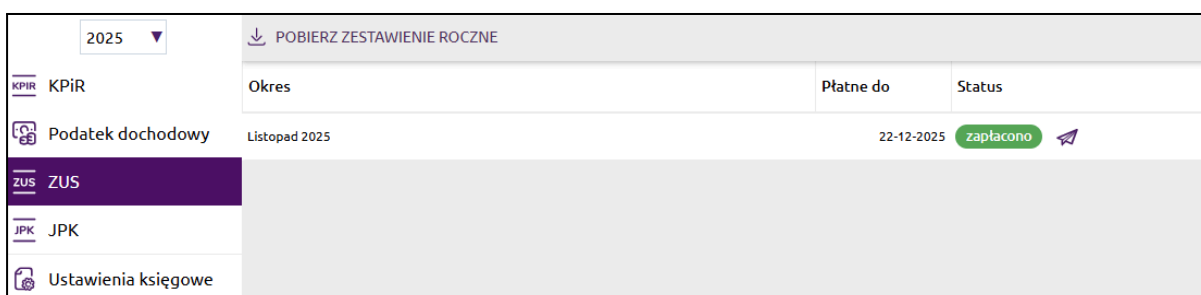 2025 ▼
POBIERZ ZESTAWIENIE ROCZNE
KPIR KPiR
Okres Płatne do Status
Podatek dochodowy
Listopad 2025 22-12-2025 zapłacono
ZUS ZUS
JPK JPK
Ustawienia księgowe